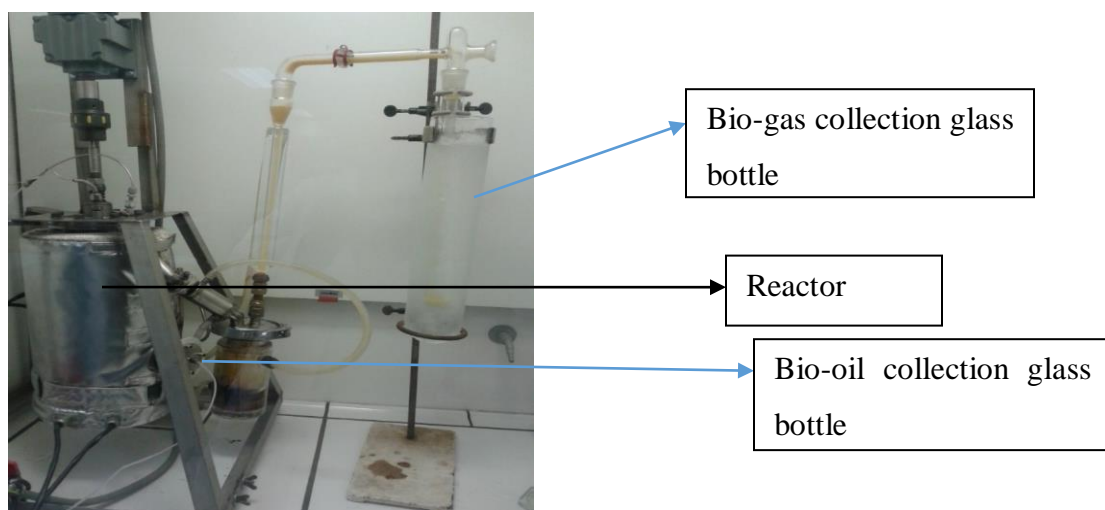 Bio-gas collection glass
bottle
Reactor
Bio-oil collection glass
bottle